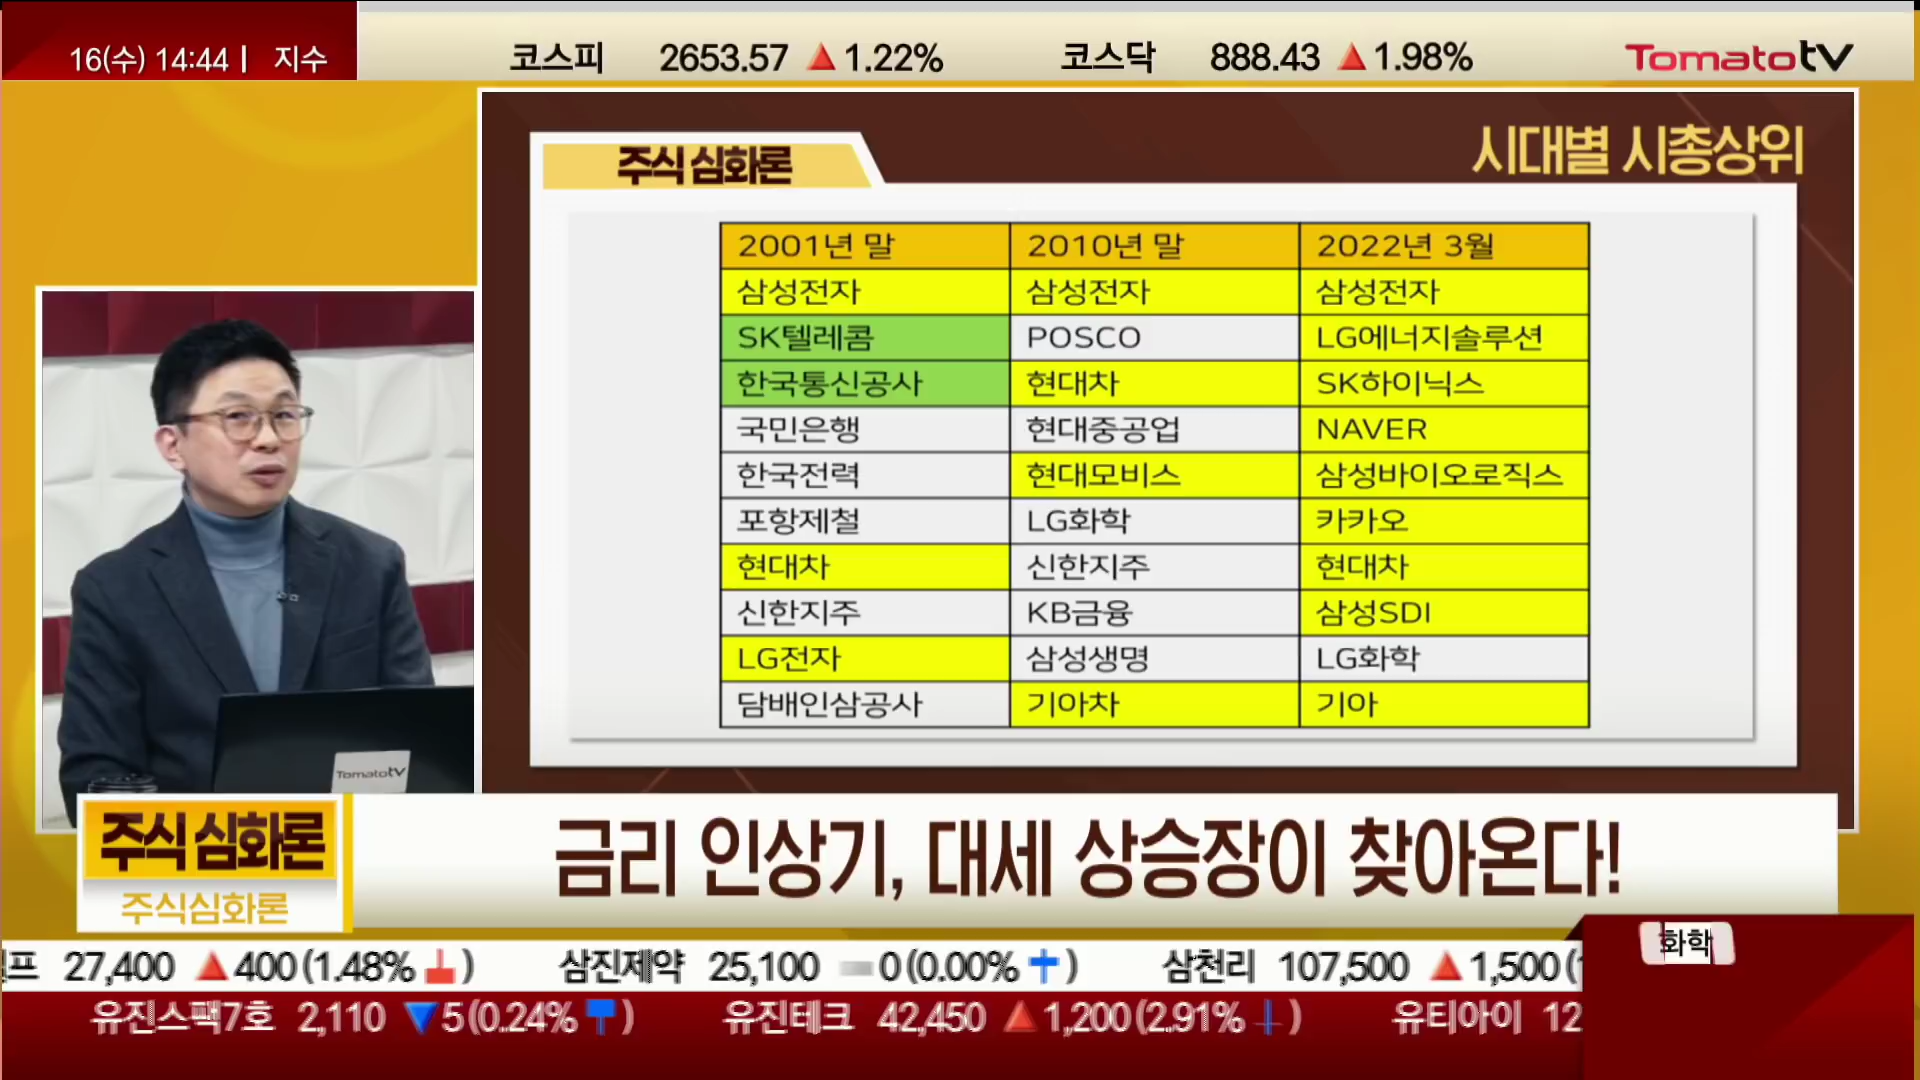 16(수) 14:44 | 지수 코스피 2653.57 ▲1.22% 코스닥 888.43 ▲1.98% Tomatotv
시대별 시총상위
주식 심화론
2001년 말 2010년 말 2022년 3월
삼성전자 삼성전자 삼성전자
SK텔레콤 POSCO LG에너지솔루션
한국통신공사 현대차 SK하이닉스
국민은행 현대중공업 NAVER
한국전력 현대모비스 삼성바이오로직스
포항제철 LG화학 카카오
현대차 신한지주 현대차
신한지주 KB금융 삼성SDI
LG전자 삼성생명 LG화학
담배인삼공사 기아차 기아
Tomatotv
주식 심화론
주식심화론
금리 인상기, 대세 상승장이 찾아온다!
화학
프 27,400 ▲400(1.48%) 삼진제약 25,100 0(0.00%) 삼천리 107,500 ▲1,500(
유진스팩7호 2,110 ▼5(0.24%) 유진테크 42,450 ▲1,200(2.91%) 유티아이 12